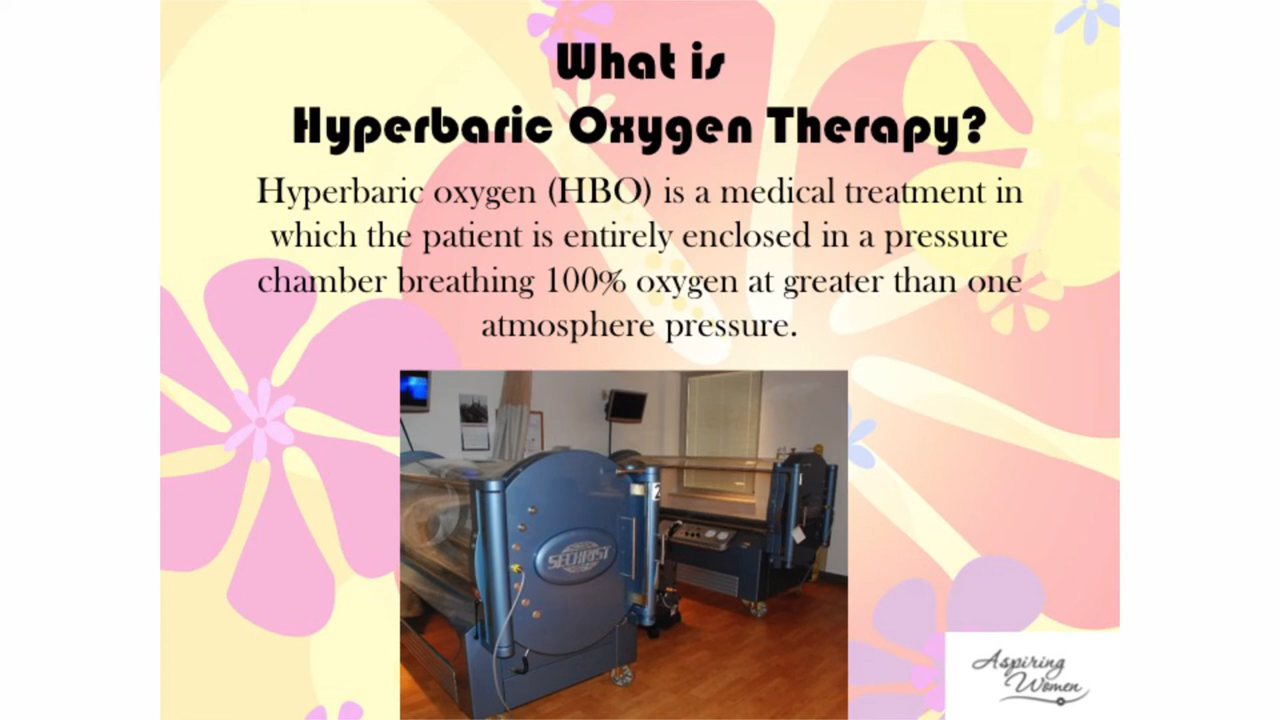 What is
Hyperbaric Oxygen Therapy?
Hyperbaric oxygen (HBO) is a medical treatment in
which the patient is entirely enclosed in a pressure
chamber breathing 100% oxygen at greater than one
atmosphere pressure.
SECHRIST
2
Aspiring
Women